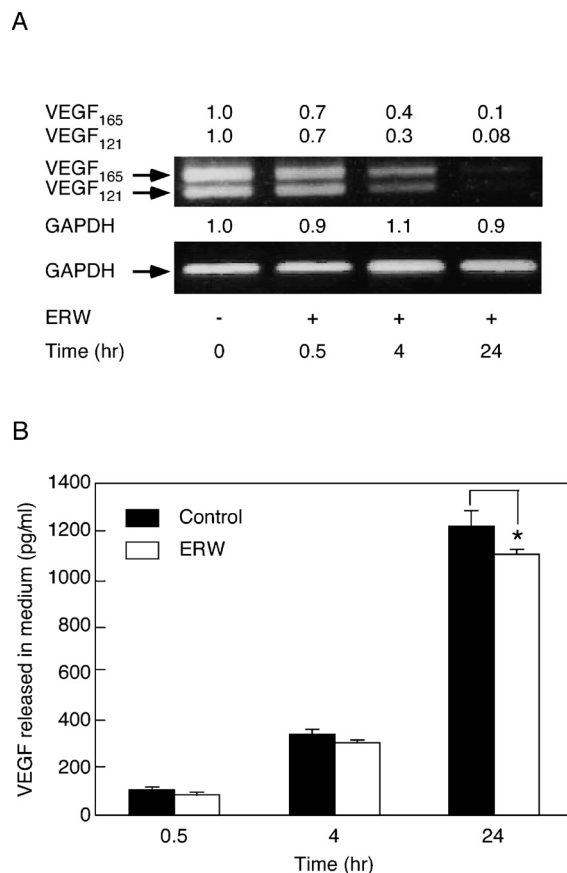 A
VEGF₁₆₅ 1.0 0.7 0.4 0.1
VEGF₁₂₁ 1.0 0.7 0.3 0.08
VEGF₁₆₅
VEGF₁₂₁
GAPDH 1.0 0.9 1.1 0.9
GAPDH
ERW - + + +
Time (hr) 0 0.5 4 24
B
1400
1200
1000
800
600
400
200
0
VEGF released in medium (pg/ml)
Control
ERW
*
0.5 4 24
Time (hr)